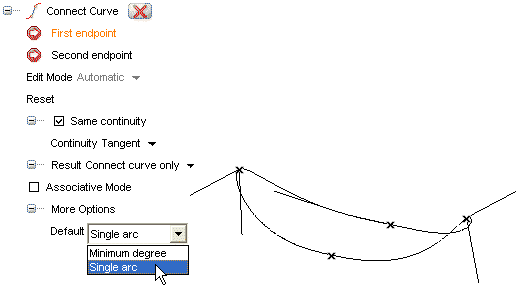 Connect Curve
First endpoint
Second endpoint
Edit Mode Automatic
Reset
Same continuity
Continuity Tangent
Result Connect curve only
Associative Mode
More Options
Default Single arc
Minimum degree
Single arc